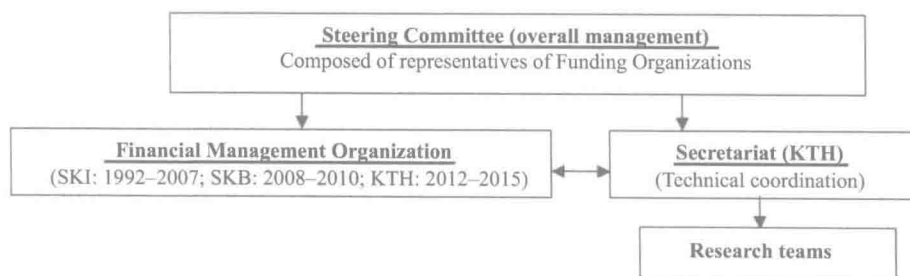 Steering Committee (overall management)
Composed of representatives of Funding Organizations
Financial Management Organization
(SKI: 1992–2007; SKB: 2008–2010; KTH: 2012–2015)
Secretariat (KTH)
(Technical coordination)
Research teams